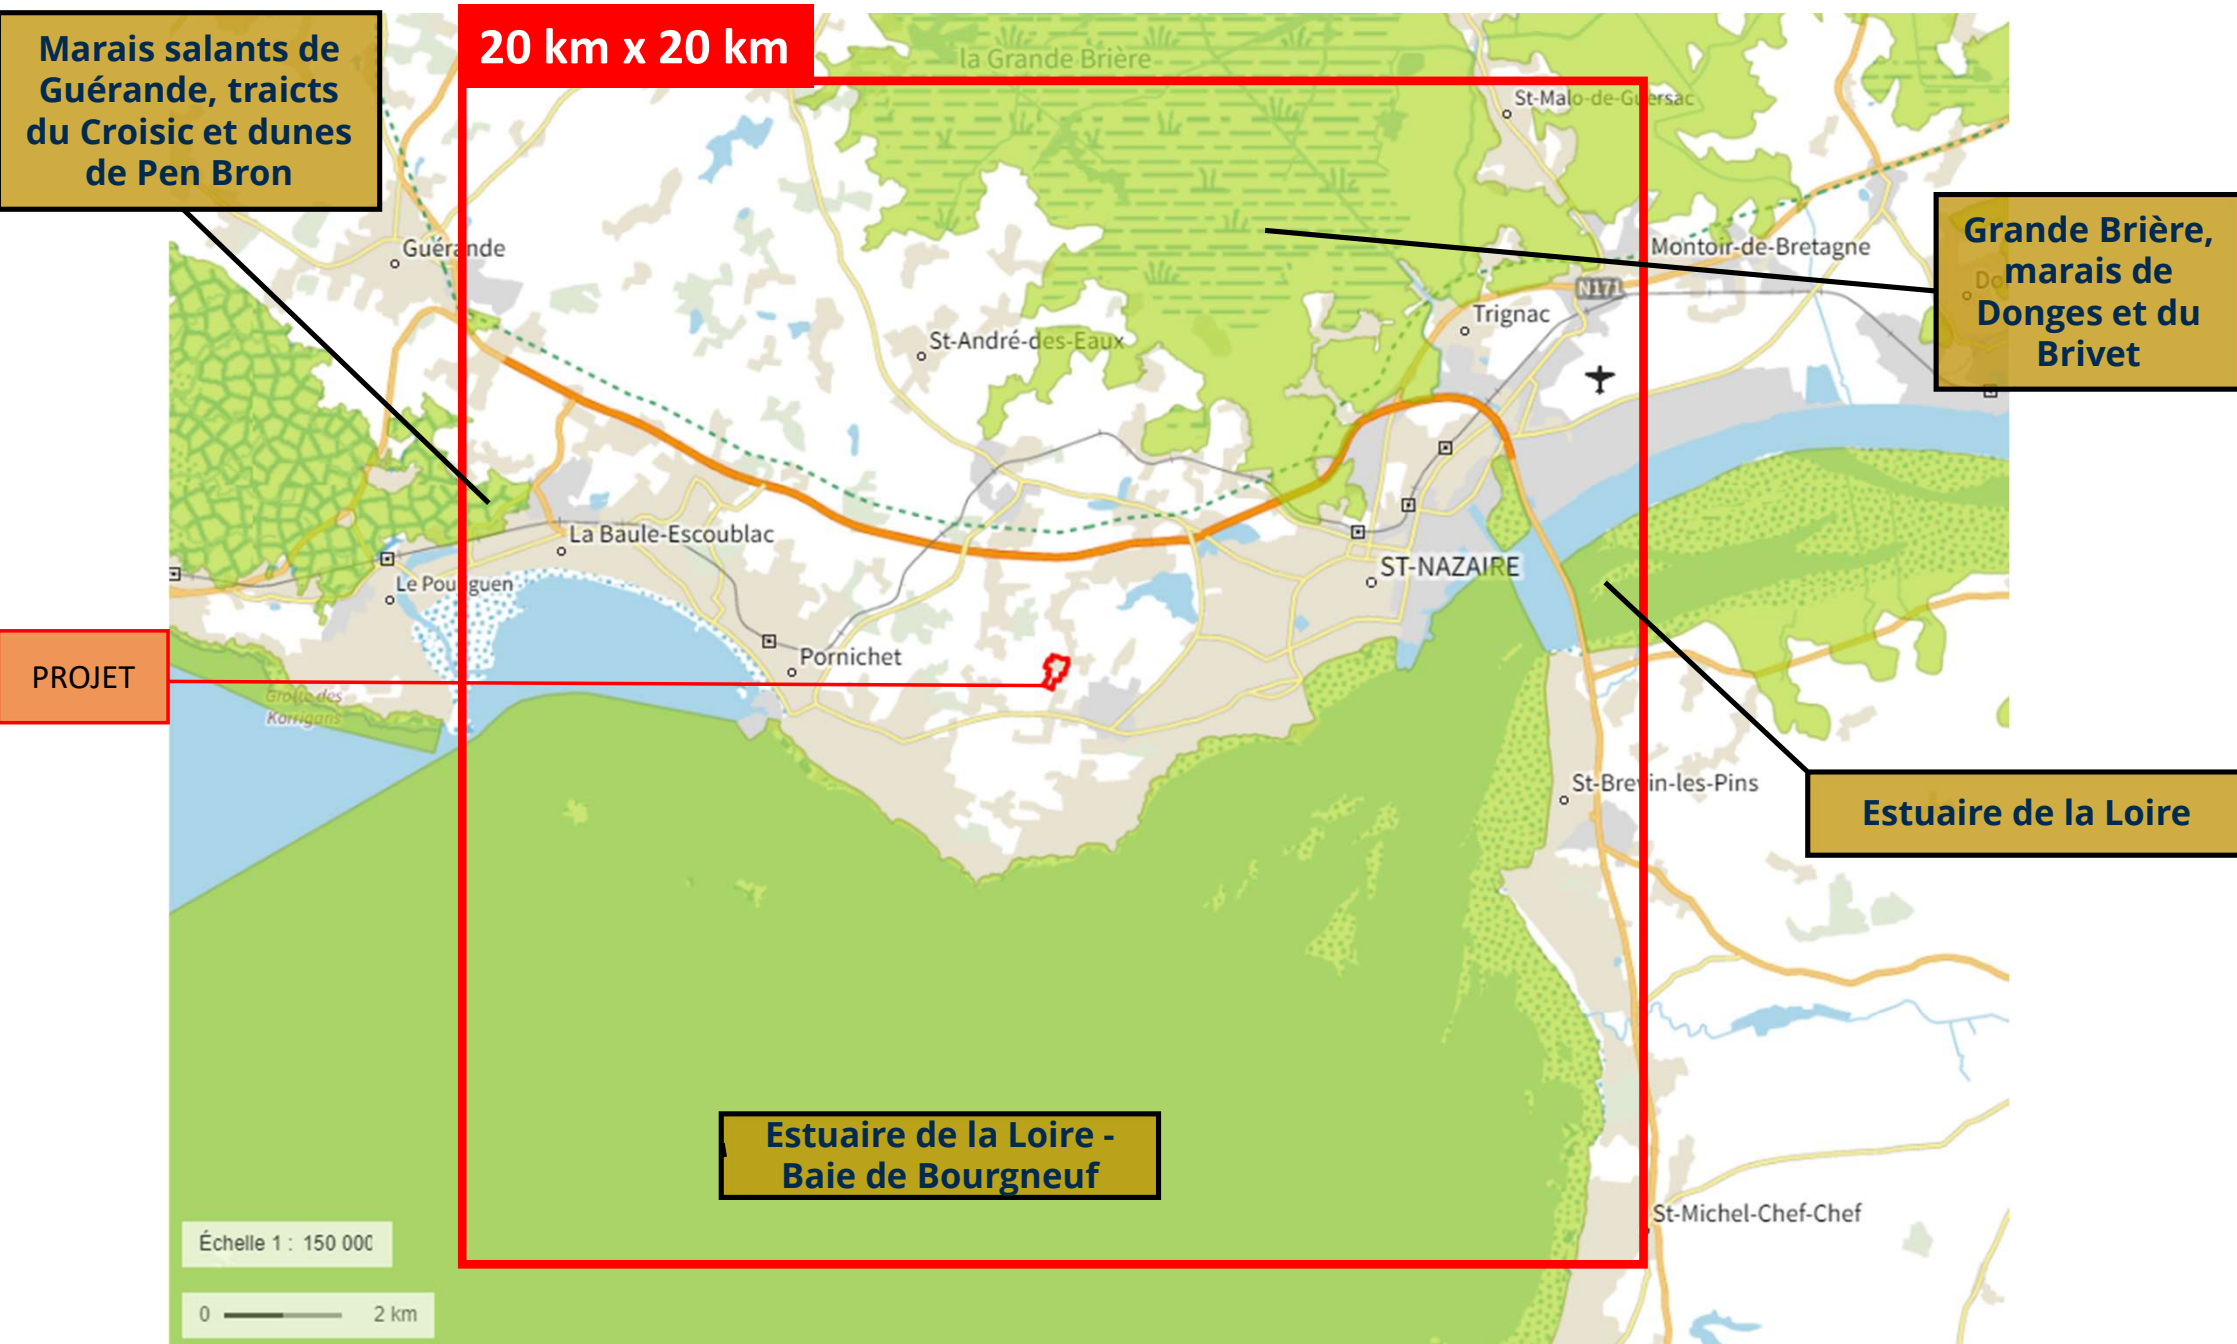 20 km x 20 km
Marais salants de
Guérande, traicts
du Croisic et dunes
de Pen Bron
la Grande Brière
St-Malo-de-Guersac
Guérande
Montoir-de-Bretagne
Grande Brière,
marais de
Donges et du
Brivet
Do
N171
Trignac
St-André-des-Eaux
La Baule-Escoublac
ST-NAZAIRE
Le Pouliguen
PROJET
Pornichet
Grotte des
Korrigans
St-Brevin-les-Pins
Estuaire de la Loire
Estuaire de la Loire -
Baie de Bourgneuf
St-Michel-Chef-Chef
Échelle 1 : 150 000
0 2 km